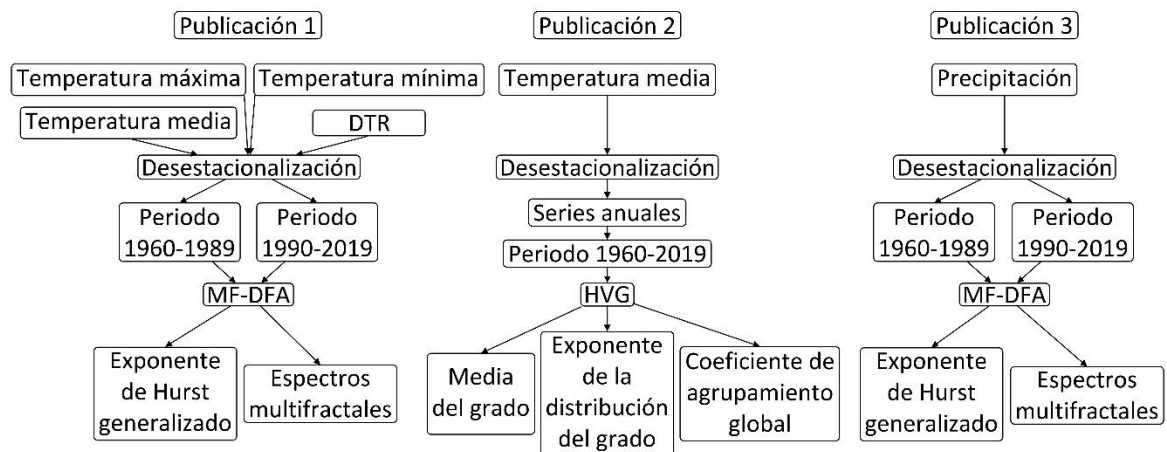 Publicación 1
Temperatura máxima
Temperatura mínima
Temperatura media
DTR
Desestacionalización
Periodo
1960-1989
Periodo
1990-2019
MF-DFA
Exponente
de Hurst
generalizado
Espectros
multifractales
Publicación 2
Temperatura media
Desestacionalización
Series anuales
Periodo 1960-2019
HVG
Media
del grado
Exponente
de la
distribución
del grado
Coeficiente de
agrupamiento
global
Publicación 3
Precipitación
Desestacionalización
Periodo
1960-1989
Periodo
1990-2019
MF-DFA
Exponente
de Hurst
generalizado
Espectros
multifractales